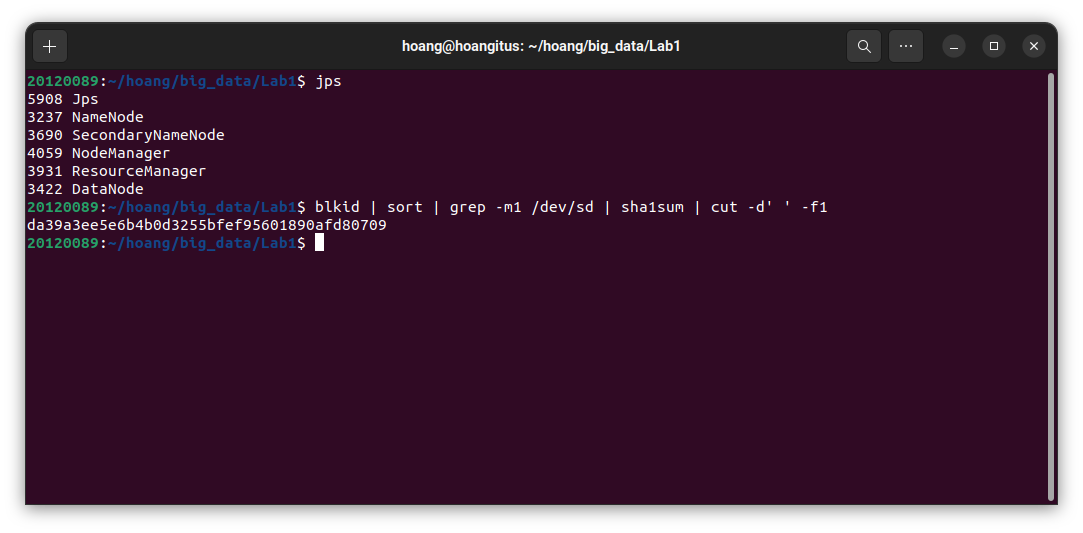 hoang@hoangitus: ~/hoang/big_data/Lab1
20120089:~/hoang/big_data/Lab1$ jps
5908 Jps
3237 NameNode
3690 SecondaryNameNode
4059 NodeManager
3931 ResourceManager
3422 DataNode
20120089:~/hoang/big_data/Lab1$ blkid | sort | grep -m1 /dev/sd | sha1sum | cut -d' ' -f1
da39a3ee5e6b4b0d3255bfef95601890afd80709
20120089:~/hoang/big_data/Lab1$